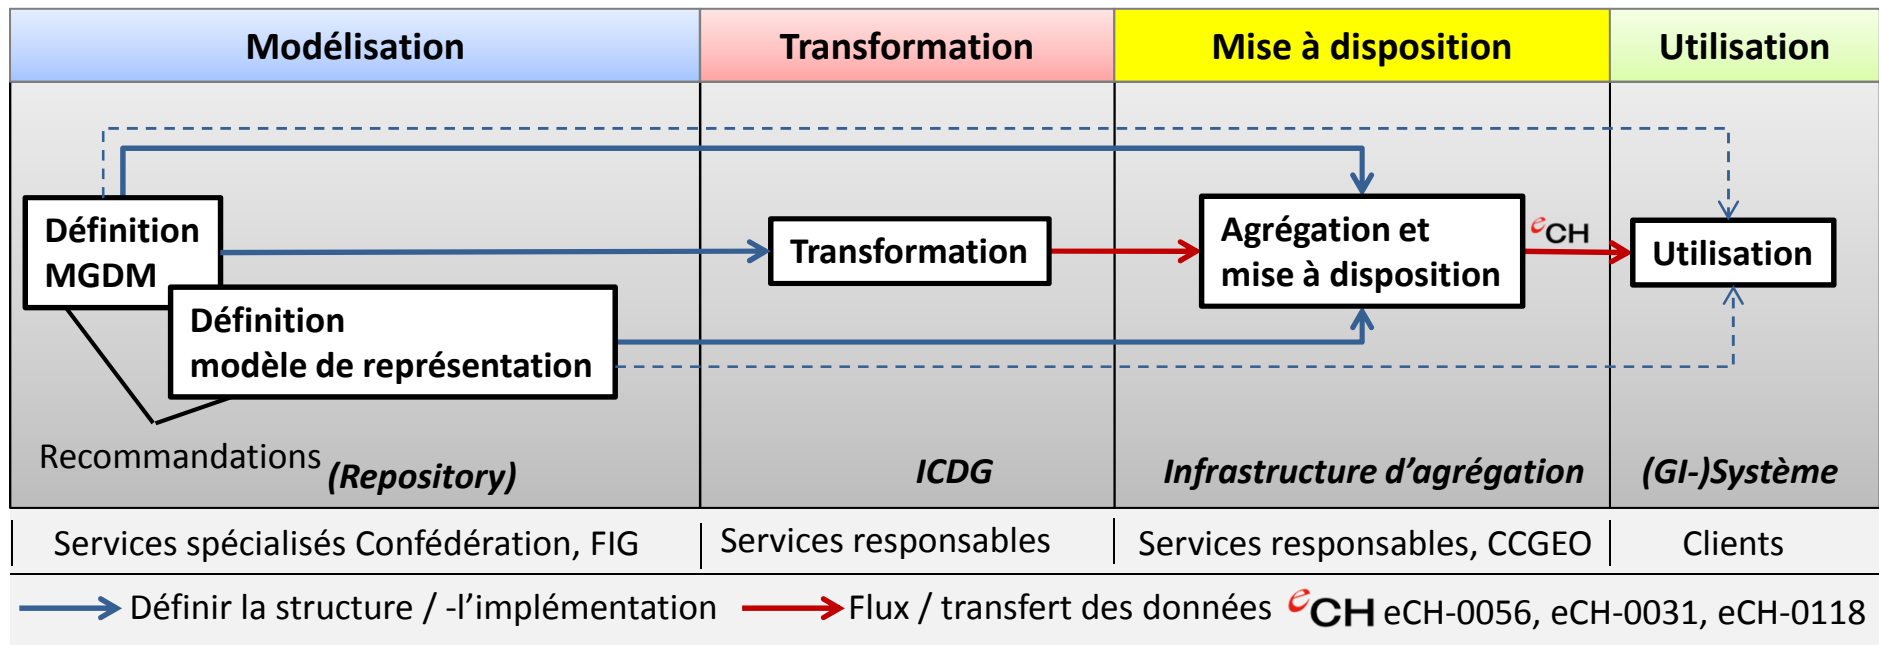 Modélisation
Transformation
Mise à disposition
Utilisation
Définition
MGDM
Définition
modèle de représentation
Transformation
Agrégation et
mise à disposition
eCH
Utilisation
Recommandations
(Repository)
ICDG
Infrastructure d’agrégation
(GI-)Système
Services spécialisés Confédération, FIG
Services responsables
Services responsables, CCGEO
Clients
Définir la structure / -l’implémentation
Flux / transfert des données
eCH eCH-0056, eCH-0031, eCH-0118